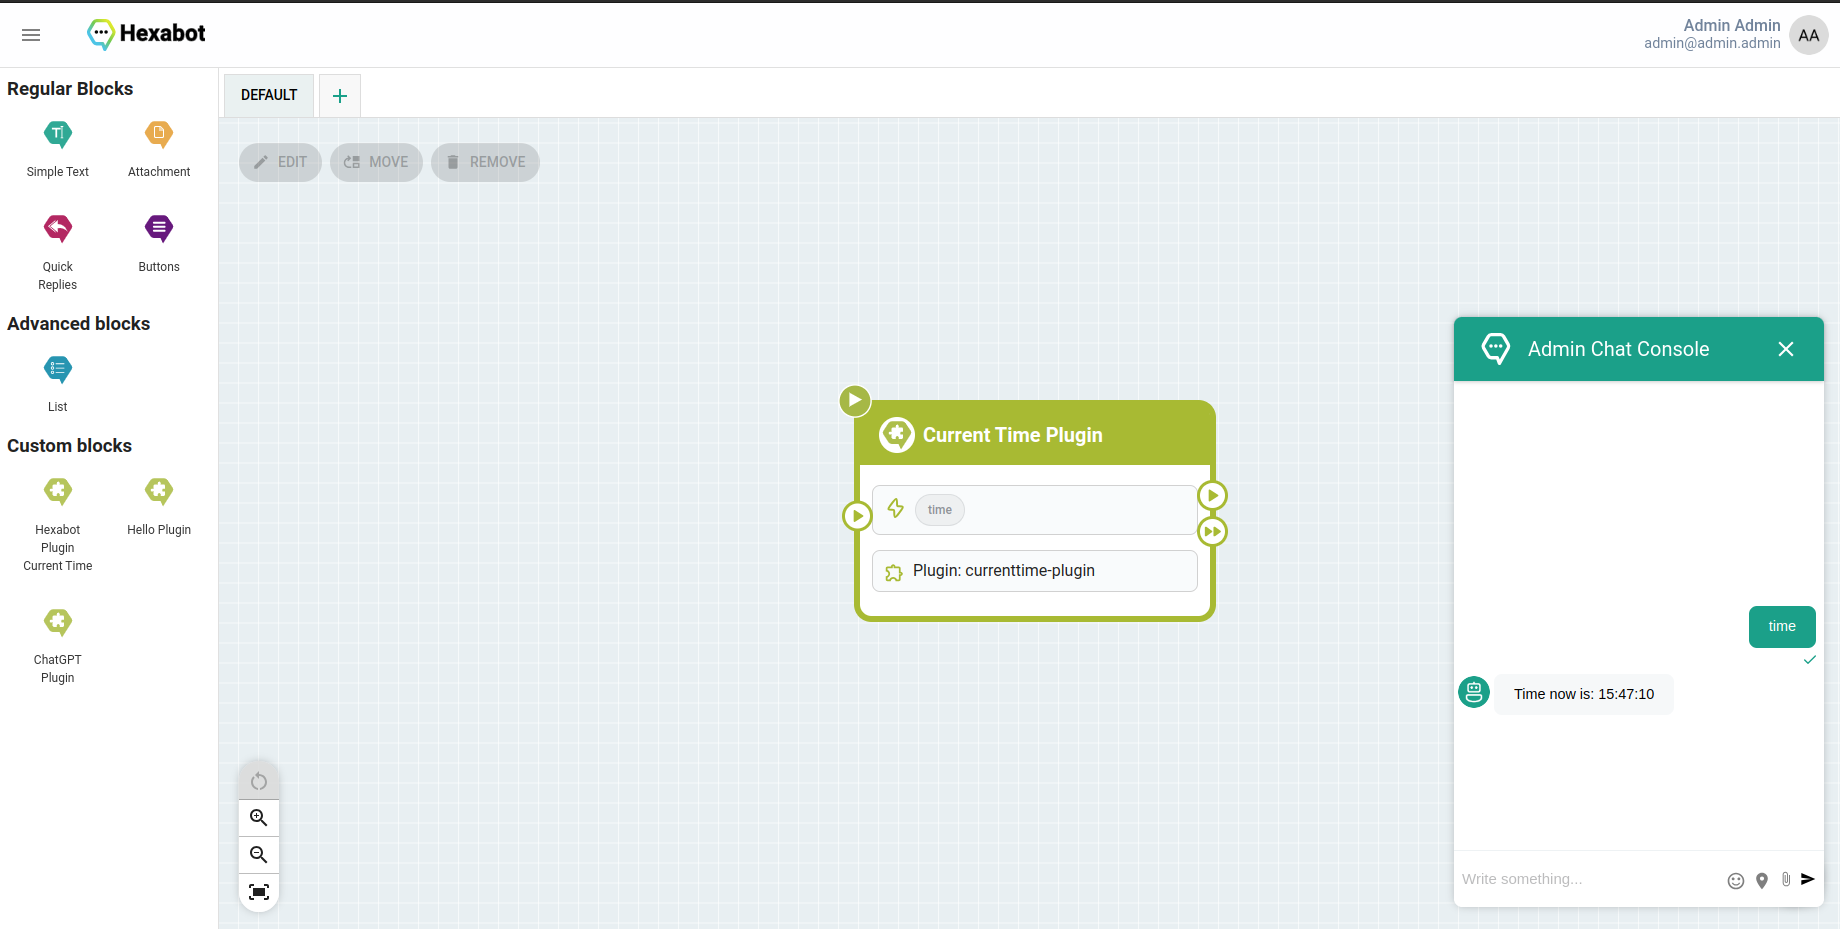 Hexabot
Admin Admin
admin@admin.admin
AA
Regular Blocks
Simple Text
Attachment
Quick
Replies
Buttons
Advanced blocks
List
Custom blocks
Hexabot
Plugin
Current Time
Hello Plugin
ChatGPT
Plugin
DEFAULT
EDIT
MOVE
REMOVE
Current Time Plugin
time
Plugin: currenttime-plugin
Admin Chat Console
time
Time now is: 15:47:10
Write something...